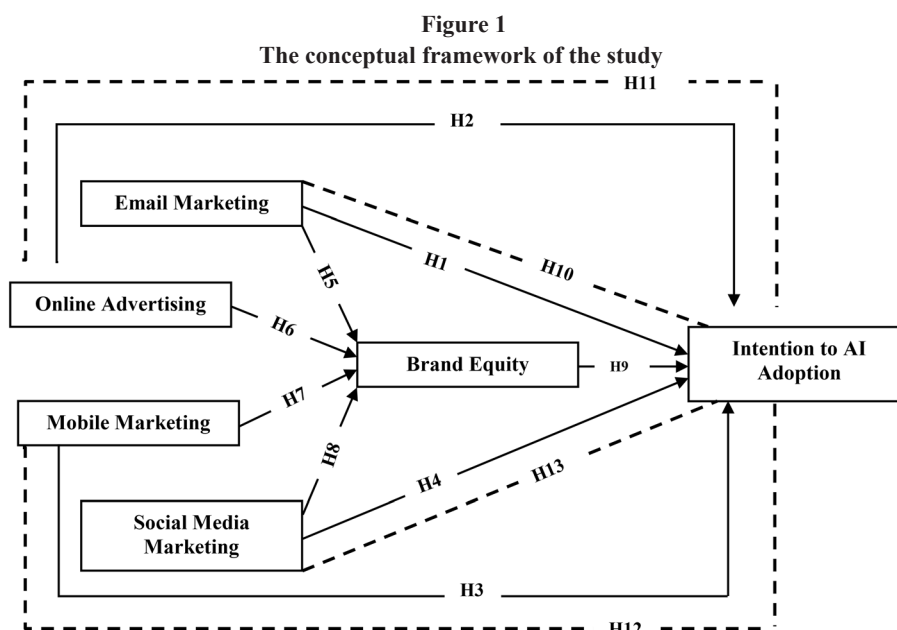 Figure 1
The conceptual framework of the study
H11
H2
Email Marketing
H1
H10
H5
Online Advertising
H6
Intention to AI
Adoption
Brand Equity
H9
H7
Mobile Marketing
H8
H4
H13
Social Media
Marketing
H3
H12